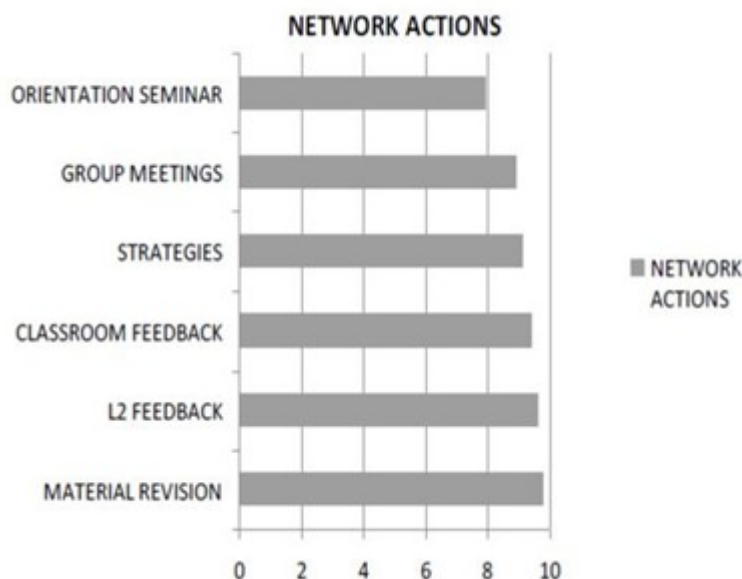 NETWORK ACTIONS
ORIENTATION SEMINAR
GROUP MEETINGS
STRATEGIES
CLASSROOM FEEDBACK
L2 FEEDBACK
MATERIAL REVISION
0 2 4 6 8 10
NETWORK
ACTIONS